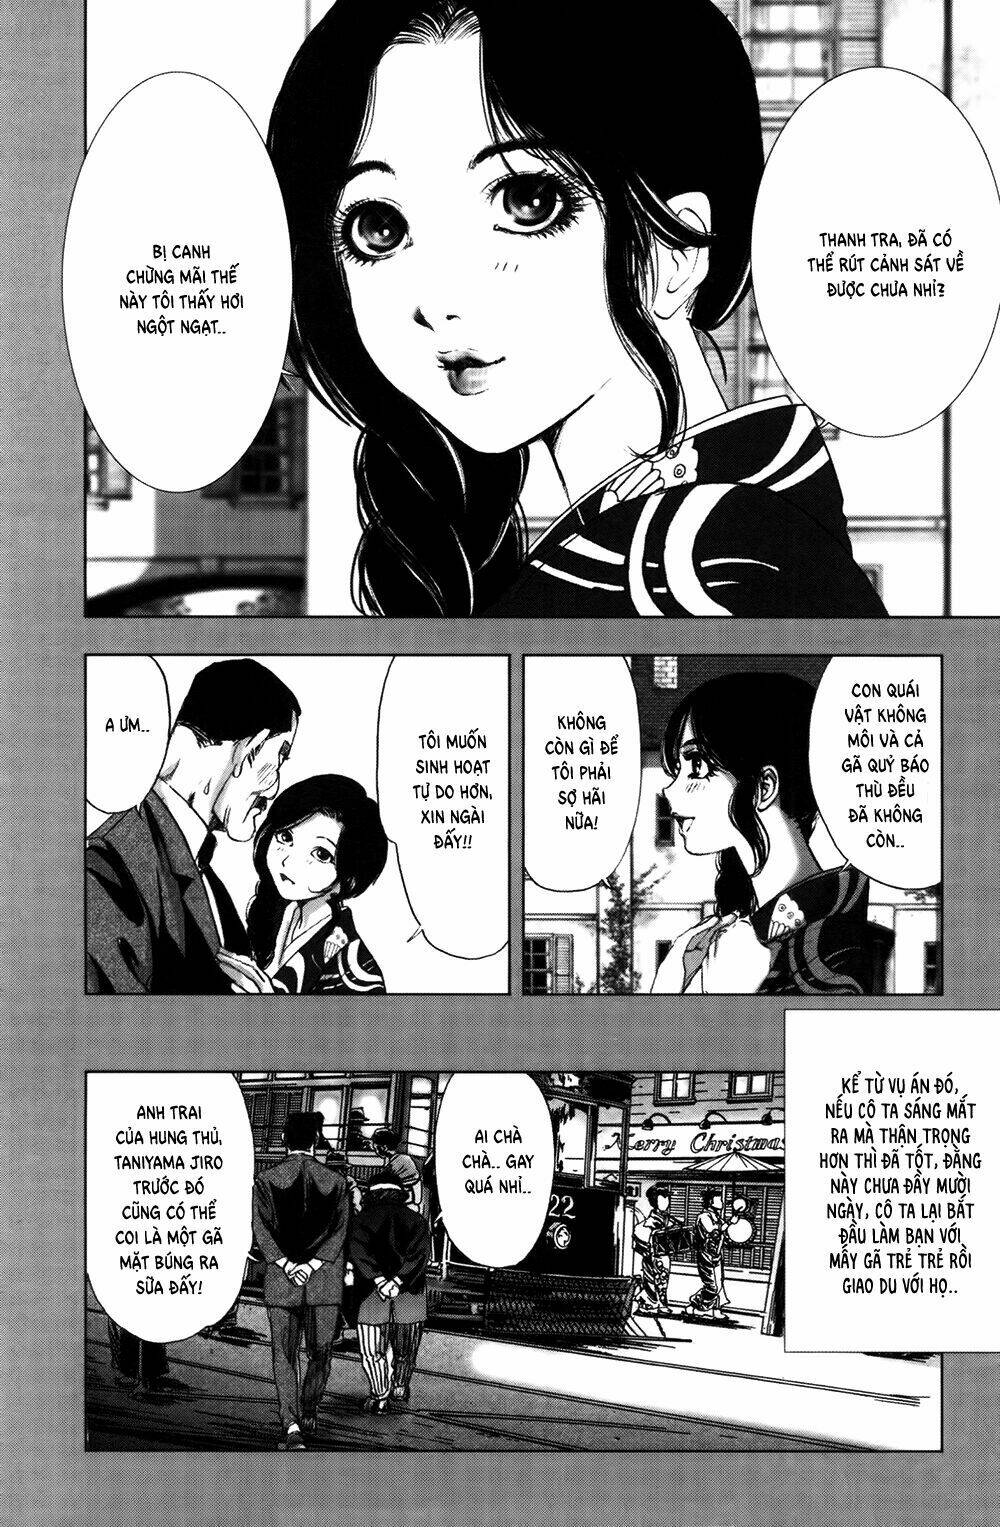 THANH TRA, ĐÃ CÓ
THỂ RÚT CẢNH SÁT VỀ
ĐƯỢC CHƯA NHỈ?
BỊ CANH
CHỪNG MÃI THẾ
NÀY TÔI THẤY HƠI
NGỘT NGẠT..
CON QUÁI
VẬT KHÔNG
MÔI VÀ CẢ
GÃ QUỶ BÁO
THÙ ĐỀU
ĐÃ KHÔNG
CÒN..
KHÔNG
CÒN GÌ ĐỂ
TÔI PHẢI
SỢ HÃI
NỮA!
TÔI MUỐN
SINH HOẠT
TỰ DO HƠN,
XIN NGÀI
ĐẤY!!
A ƯM..
KỂ TỪ VỤ ÁN ĐÓ,
NẾU CÔ TA SÁNG MẮT
RA MÀ THẬN TRỌNG
HƠN THÌ ĐÃ TỐT, ĐẰNG
NÀY CHƯA ĐẦY MƯỜI
NGÀY, CÔ TA LẠI BẮT
ĐẦU LÀM BẠN VỚI
MẤY GÃ TRẺ TRẺ RỒI
GIAO DU VỚI HỌ..
Merry Christmas
22
AI CHÀ
CHÀ.. GAY
QUÁ NHỈ..
ANH TRAI
CỦA HUNG THỦ,
TANIYAMA JIRO
TRƯỚC ĐÓ
CŨNG CÓ THỂ
COI LÀ MỘT GÃ
MẶT BÚNG RA
SỮA ĐẤY!